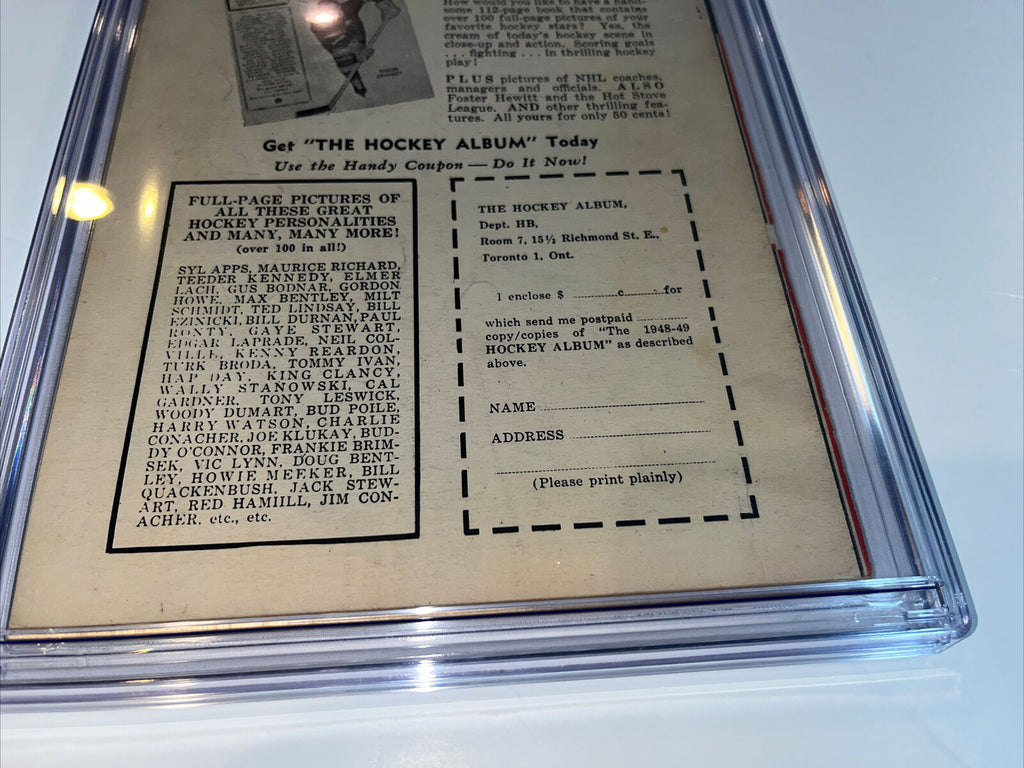 How would you like to have a hand-
some 112-page book that contains
over 100 full-page pictures of your
favorite hockey stars? Yes, the
cream of today's hockey scene in
close-up and action. Scoring goals
... fighting ... in thrilling hockey
play!
PLUS pictures of NHL coaches,
managers and officials. ALSO
Foster Hewitt and the Hot Stove
League. AND other thrilling fea-
tures. All yours for only 50 cents!
Get "THE HOCKEY ALBUM" Today
Use the Handy Coupon — Do It Now!
FULL-PAGE PICTURES OF
ALL THESE GREAT
HOCKEY PERSONALITIES
AND MANY, MANY MORE!
(over 100 in all!)
SYL APPS, MAURICE RICHARD,
TEEDER KENNEDY, ELMER
LACH, GUS BODNAR, GORDON
HOWE, MAX BENTLEY, MILT
SCHMIDT, TED LINDSAY, BILL
EZINICKI, BILL DURNAN, PAUL
RONTY, GAYE STEWART,
EDGAR LAPRADE, NEIL COL-
VILLE, KENNY REARDON,
TURK BRODA, TOMMY IVAN,
HAP DAY, KING CLANCY,
WALLY STANOWSKI, CAL
GARDNER, TONY LESWICK,
WOODY DUMART, BUD POILE,
HARRY WATSON, CHARLIE
CONACHER, JOE KLUKAY, BUD-
DY O'CONNOR, FRANKIE BRIM-
SEK, VIC LYNN, DOUG BENT-
LEY, HOWIE MEEKER, BILL
QUACKENBUSH, JACK STEW-
ART, RED HAMIILL, JIM CON-
ACHER, etc., etc.
THE HOCKEY ALBUM,
Dept. HB,
Room 7, 15½ Richmond St. E.,
Toronto 1, Ont.
I enclose $ ............c............for
which send me postpaid ............
copy/copies of "The 1948-49
HOCKEY ALBUM" as described
above.
NAME
ADDRESS
(Please print plainly)